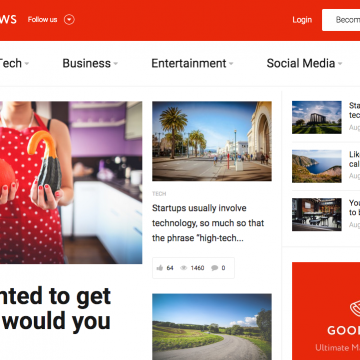 ws
Follow us
Login
Becom
Tech
Business
Entertainment
Social Media
TECH
Startups usually involve
technology, so much so that
the phrase "high-tech...
64
1460
0
nted to get
would you
Sta
tec
Aug
Lik
cal
Aug
You
to b
Aug
GOO
Ultimate Ma